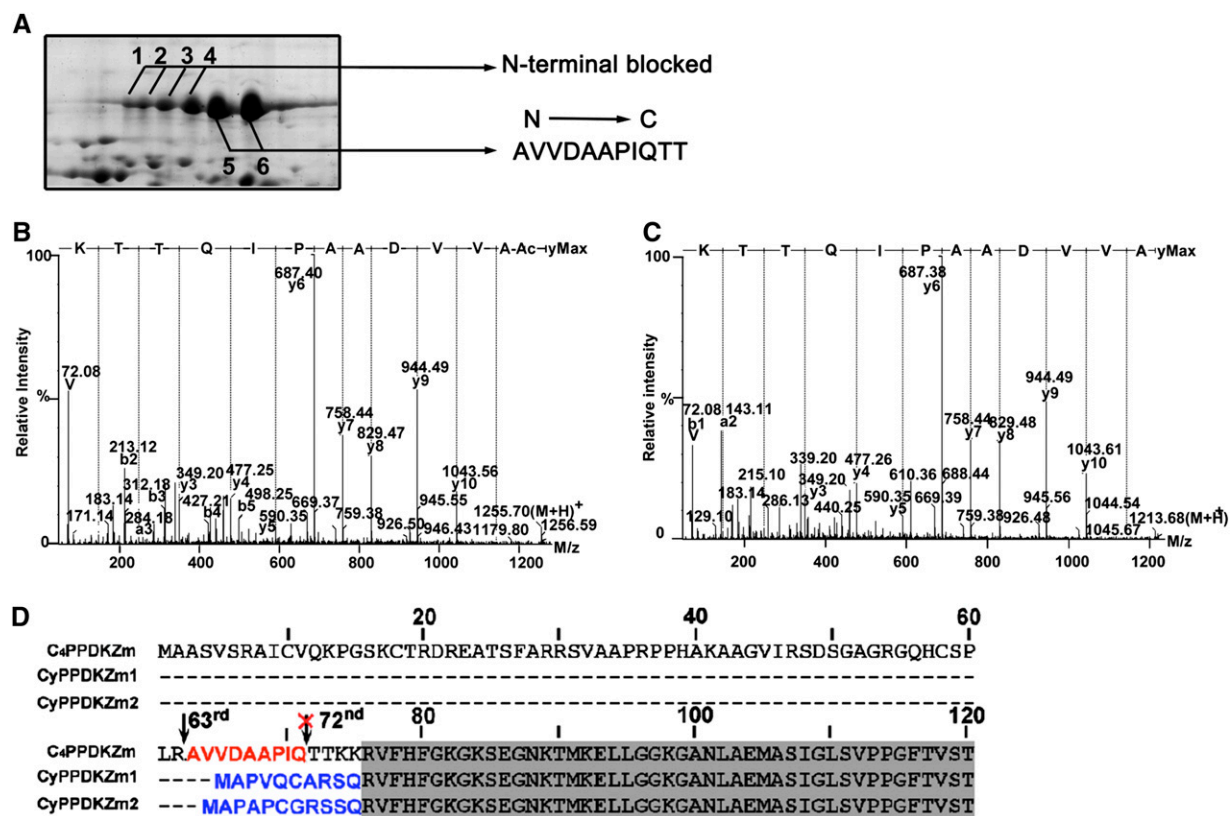 A
1 2 3 4
N-terminal blocked
N C
5 6
AVVDAAPIQTT
B
K T T Q I P A A D V V A-Ac yMax
100
687.40
y6
72.08
V
944.49
y9
%
758.44
y7
829.47
y8
213.12
b2
1043.56
y10
312.18
b3
349.20
y3
477.25
y4
183.14
427.21
b4
498.25
b5
669.37
945.55
1255.70(M+H)+
171.14
284.18
a3
590.35
y5
759.38
926.50
946.43
1179.80
1256.59
0
M/z
200 400 600 800 1000 1200
Relative Intensity
C
K T T Q I P A A D V V A yMax
100
687.38
y6
944.49
y9
%
72.08
b1
V
143.11
a2
758.44
y7
829.48
y8
1043.61
y10
339.20
477.26
y4
215.10
349.20
y3
610.36
688.44
183.14
286.13
590.35
y5
669.39
945.56
1044.54
129.10
440.25
759.38
926.48
1045.67
1213.68(M+H)+
0
M/z
200 400 600 800 1000 1200
Relative intensity
D
20 40 60
C4PPDKZm MAASVSRAICVQKPGSKCTRDREATSFARRSVAAPRPPHAKAAGVIRSDSGAGRGQHCSP
CyPPDKZm1 ------------------------------------------------------------
CyPPDKZm2 ------------------------------------------------------------
63rd 72nd 80 100 120
C4PPDKZm LRAVVDAAPIQTTKKRVFHFGKGKSEGNKTMKELLGGKGANLAEMASIGLSVPPGFTVST
CyPPDKZm1 ----MAPVQCARSQRVFHFGKGKSEGNKTMKELLGGKGANLAEMASIGLSVPPGFTVST
CyPPDKZm2 ---MAPAPCGRSSQRVFHFGKGKSEGNKTMKELLGGKGANLAEMASIGLSVPPGFTVST